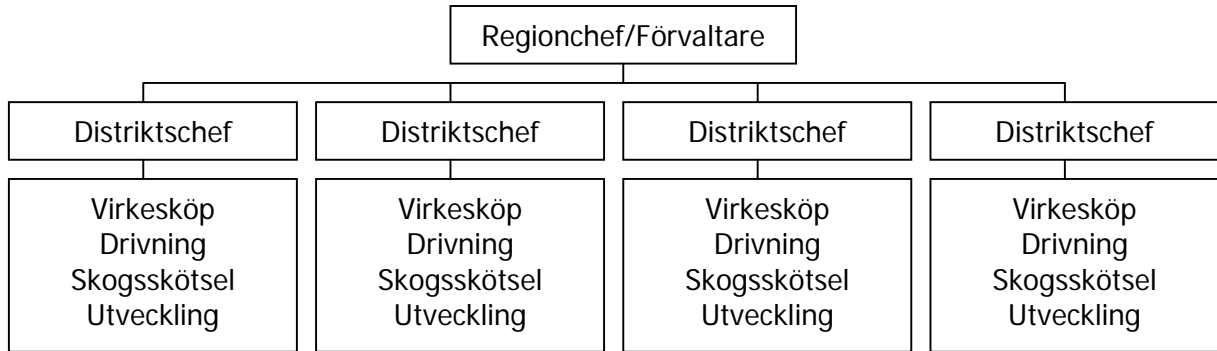 Regionchef/Förvaltare
Distriktschef
Distriktschef
Distriktschef
Distriktschef
Virkesköp
Drivning
Skogsskötsel
Utveckling
Virkesköp
Drivning
Skogsskötsel
Utveckling
Virkesköp
Drivning
Skogsskötsel
Utveckling
Virkesköp
Drivning
Skogsskötsel
Utveckling